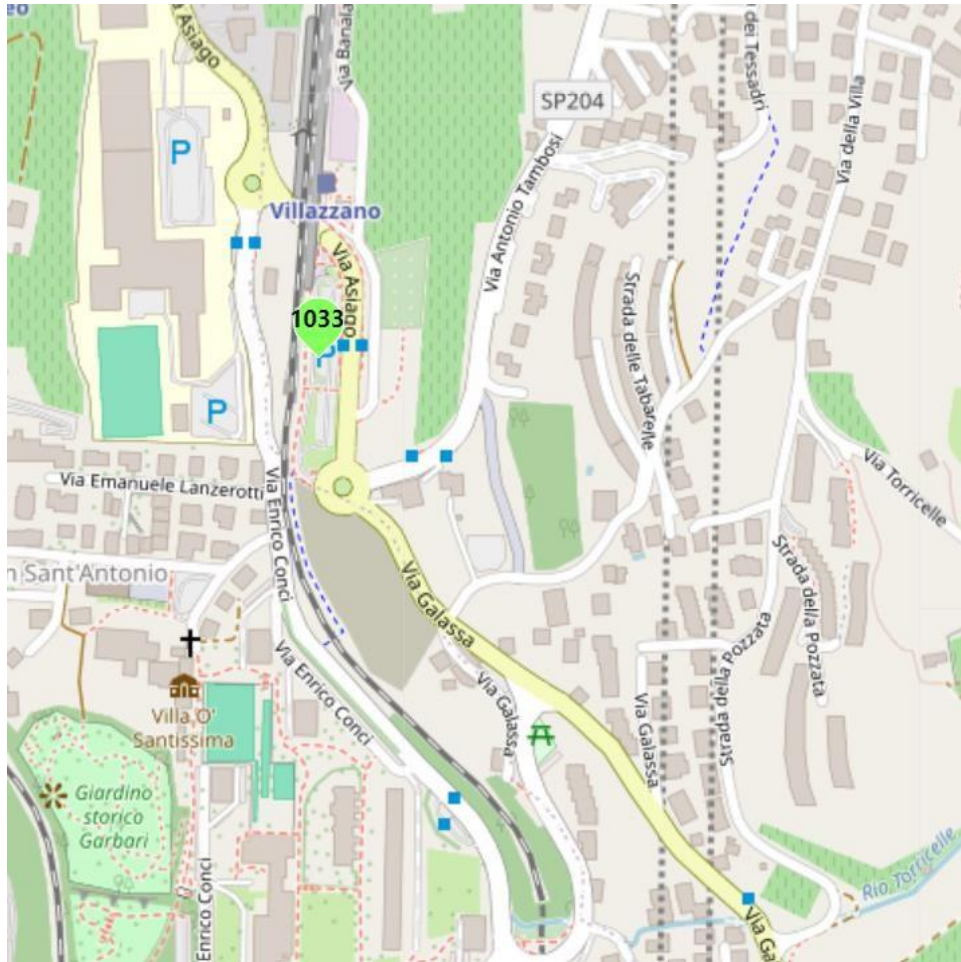 eo
a Asiago
Via Banale
dei Tessadri
SP204
Via della Villa
P
Villazzano
Via Antonio Tambosi
Via Asiago
1033
P
Strada delle Tabarelle
P
Via Emanuele Lanzerotti
Via Enrico Conci
Via Torricelle
n Sant'Antonio
Via Galassa
Strada della Pozzata
Via Enrico Conci
Via Galassa
Via Galassa
Strada della Pozzata
Villa O'
Santissima
Giardino
storico
Garbari
Enrico Conci
Rio Torricelle
Via Ga